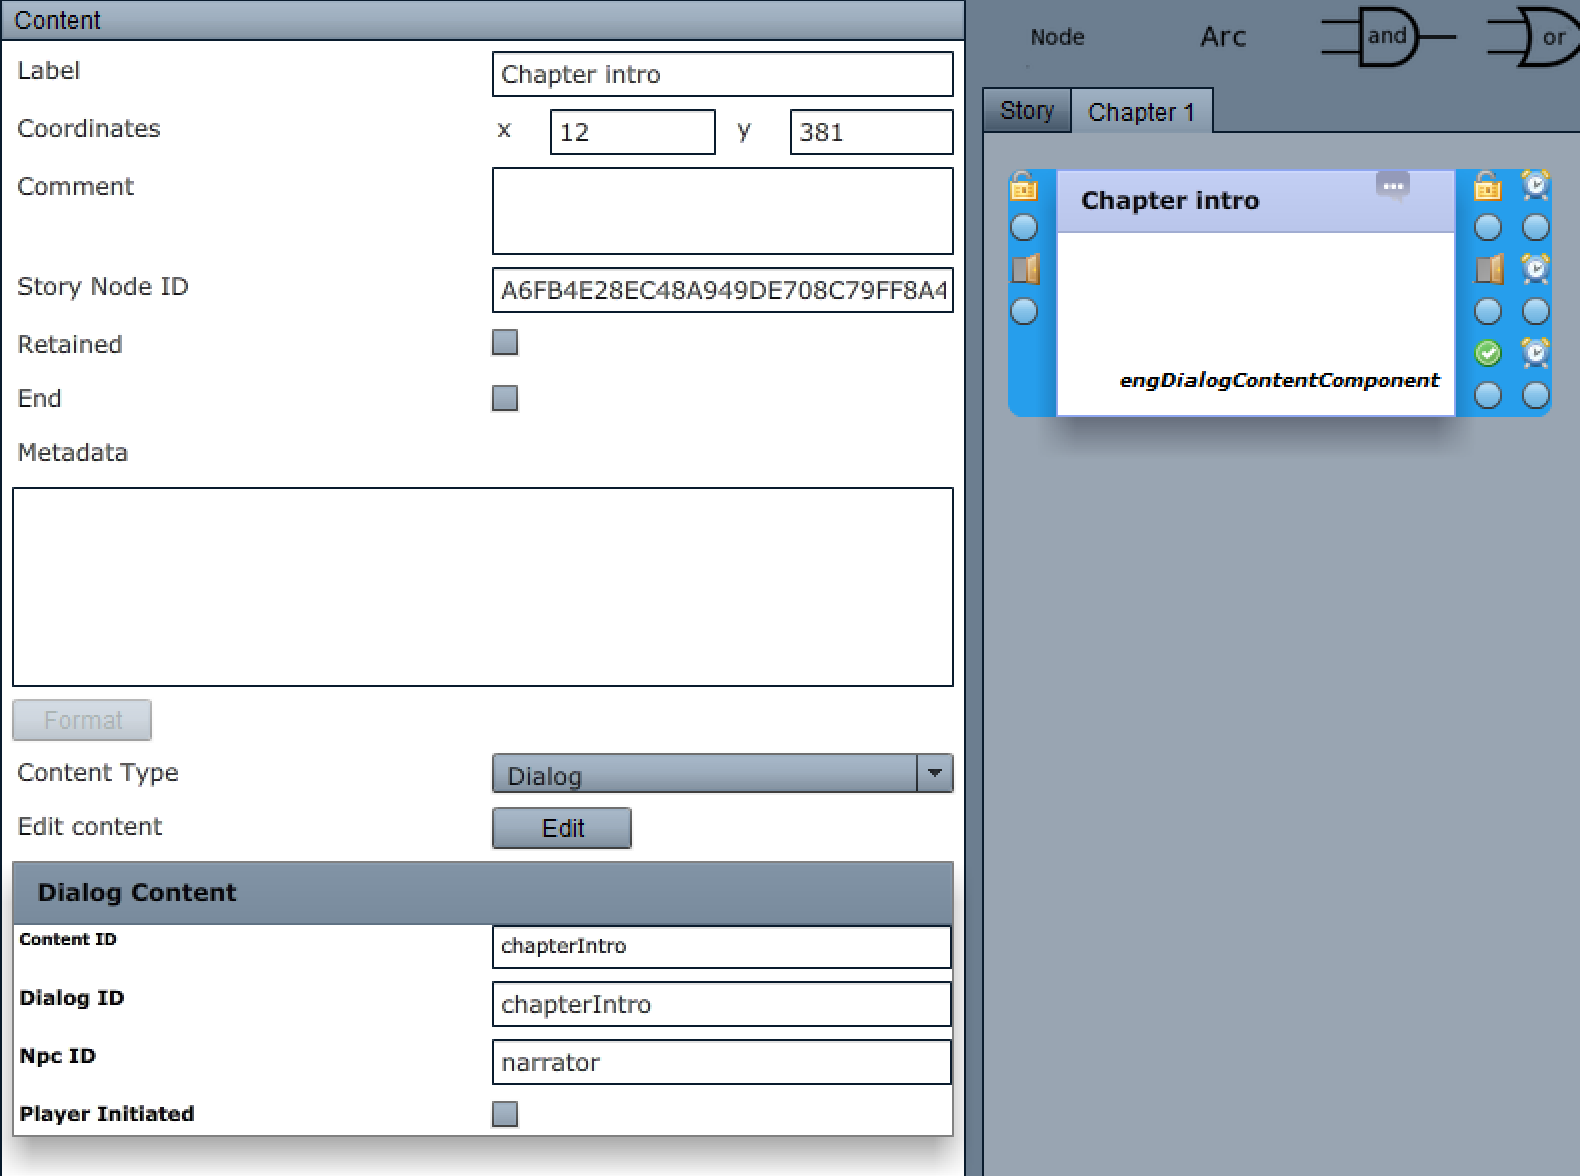 Content
Label
Chapter intro
Coordinates
x
12
y
381
Comment
Story Node ID
A6FB4E28EC48A949DE708C79FF8A4
Retained
End
Metadata
Format
Content Type
Dialog
Edit content
Edit
Dialog Content
Content ID
chapterIntro
Dialog ID
chapterIntro
Npc ID
narrator
Player Initiated
Node
Arc
and
or
Story
Chapter 1
Chapter intro
engDialogContentComponent